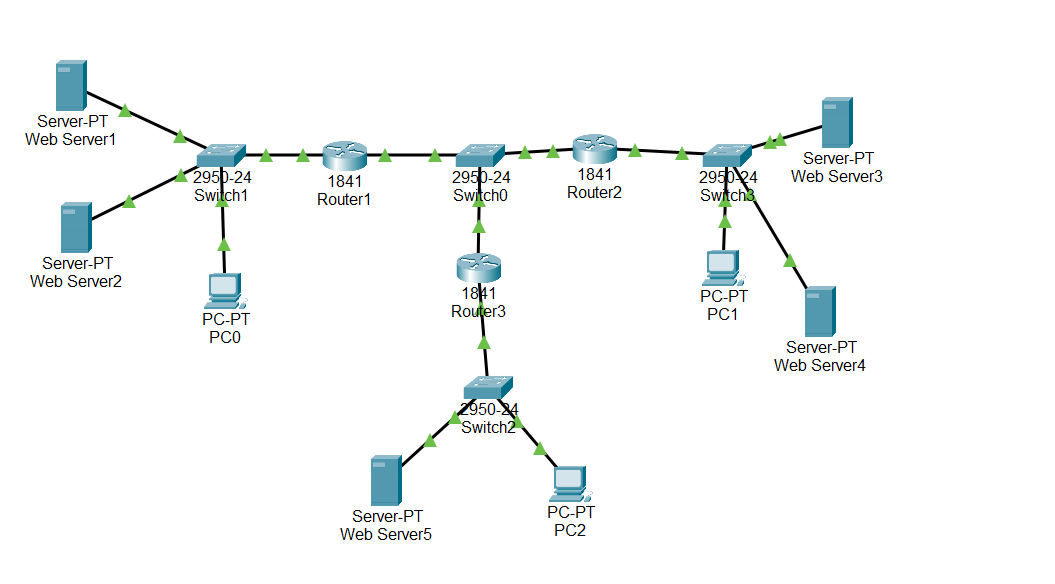 Server-PT
Web Server1
2950-24
Switch1
1841
Router1
2950-24
Switch0
1841
Router2
2950-24
Switch3
Server-PT
Web Server3
Server-PT
Web Server2
PC-PT
PC0
1841
Router3
PC-PT
PC1
Server-PT
Web Server4
2950-24
Switch2
Server-PT
Web Server5
PC-PT
PC2